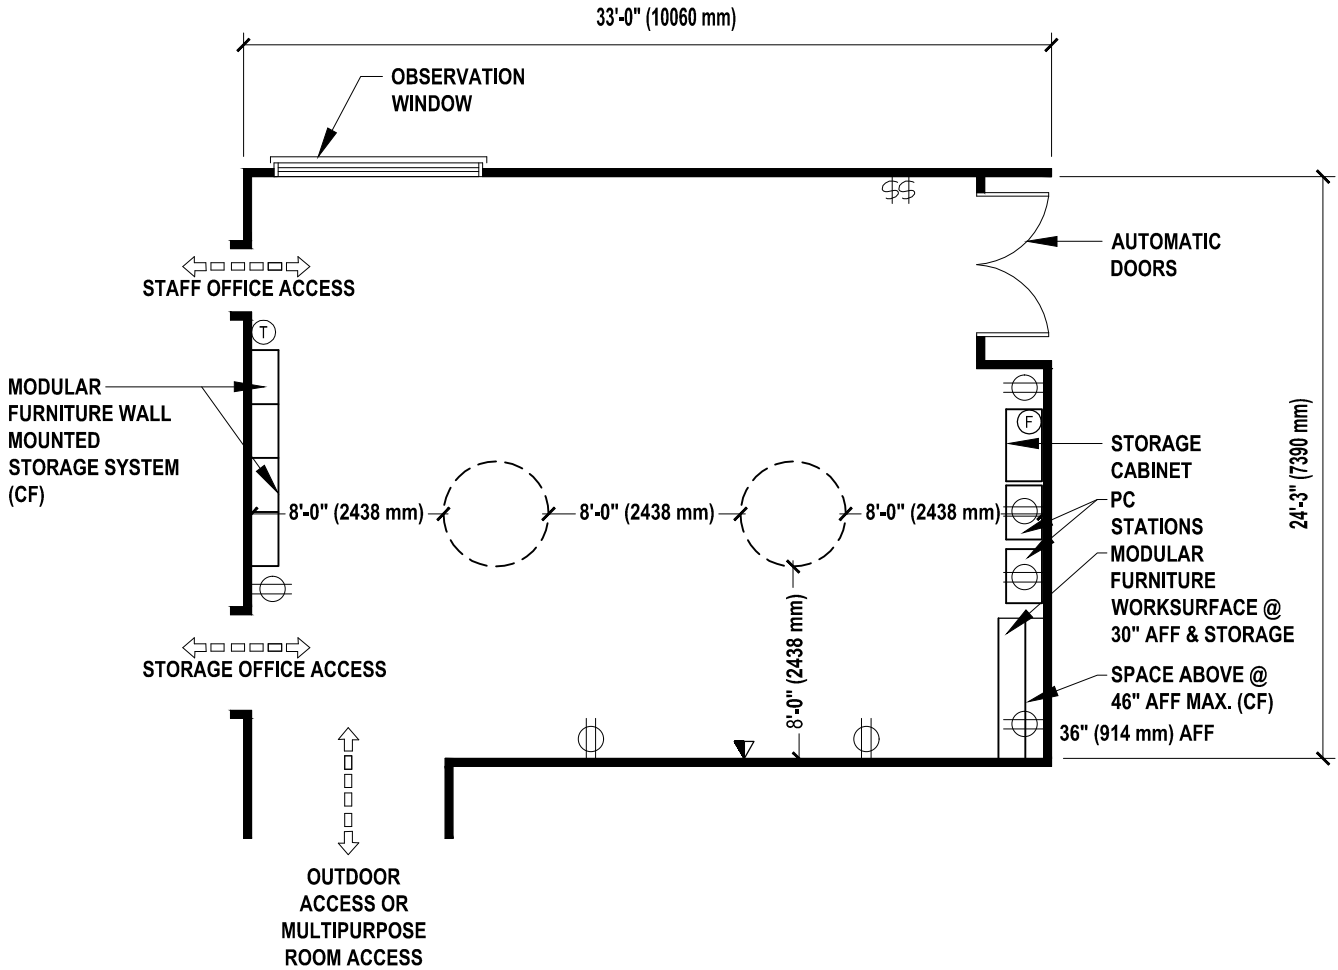 33'-0" (10060 mm)
OBSERVATION
WINDOW
$$
AUTOMATIC
DOORS
STAFF OFFICE ACCESS
T
MODULAR
FURNITURE WALL
MOUNTED
STORAGE SYSTEM
(CF)
F
STORAGE
CABINET
24'-3" (7390 mm)
8'-0" (2438 mm)
8'-0" (2438 mm)
8'-0" (2438 mm)
PC
STATIONS
MODULAR
FURNITURE
WORKSURFACE @
30" AFF & STORAGE
8'-0" (2438 mm)
STORAGE OFFICE ACCESS
SPACE ABOVE @
46" AFF MAX. (CF)
36" (914 mm) AFF
OUTDOOR
ACCESS OR
MULTIPURPOSE
ROOM ACCESS